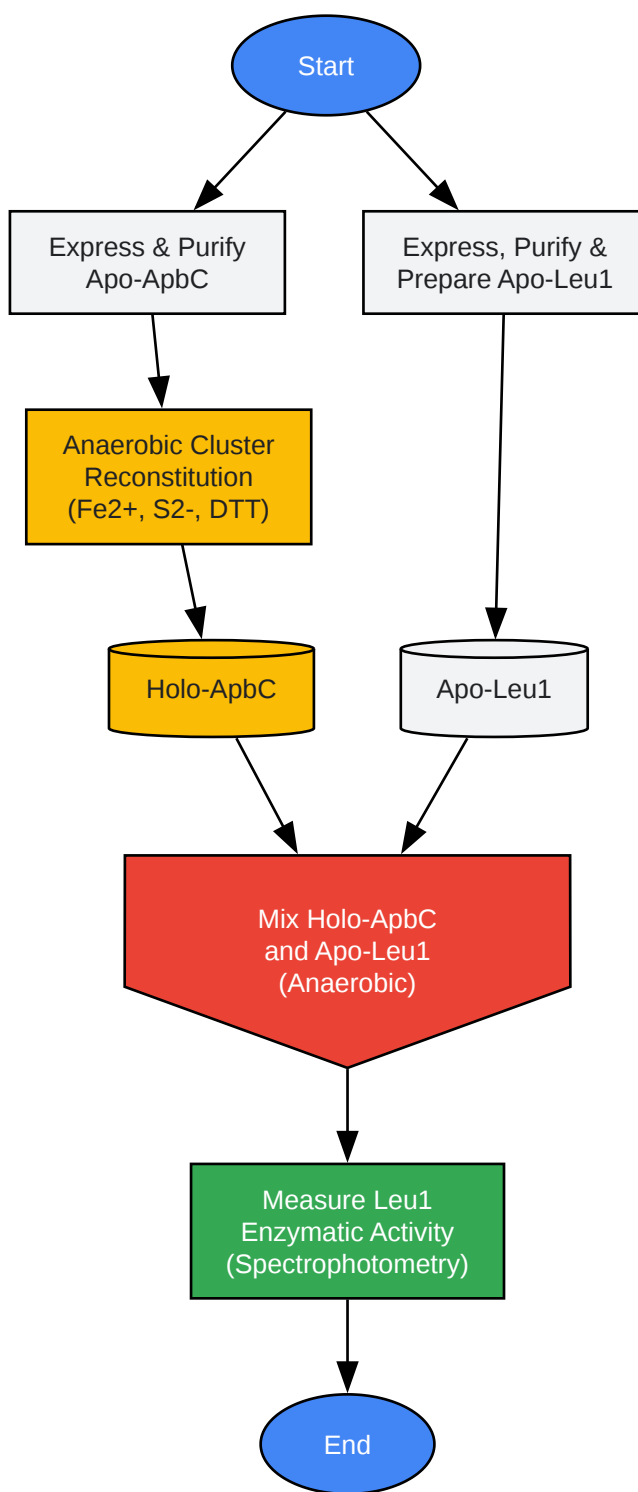 Start
Express & Purify
Apo-ApbC
Express, Purify &
Prepare Apo-Leu1
Anaerobic Cluster
Reconstitution
(Fe2+, S2-, DTT)
Holo-ApbC
Apo-Leu1
Mix Holo-ApbC
and Apo-Leu1
(Anaerobic)
Measure Leu1
Enzymatic Activity
(Spectrophotometry)
End